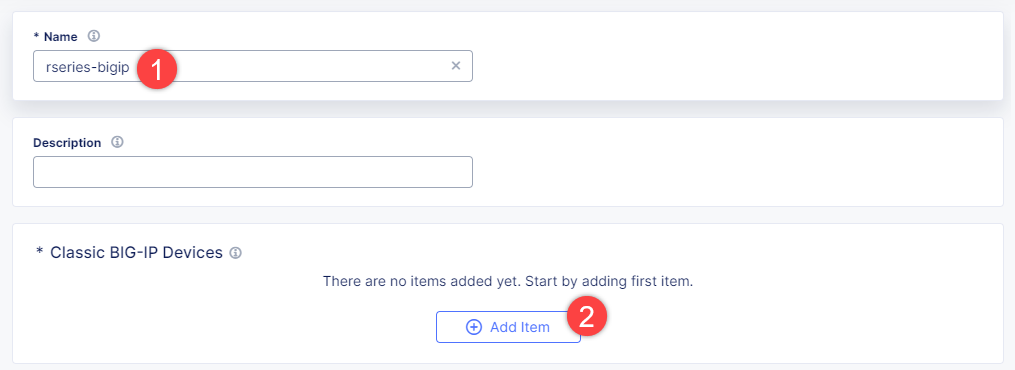 * Name
rseries-bigip
1
Description
* Classic BIG-IP Devices
There are no items added yet. Start by adding first item.
Add Item
2